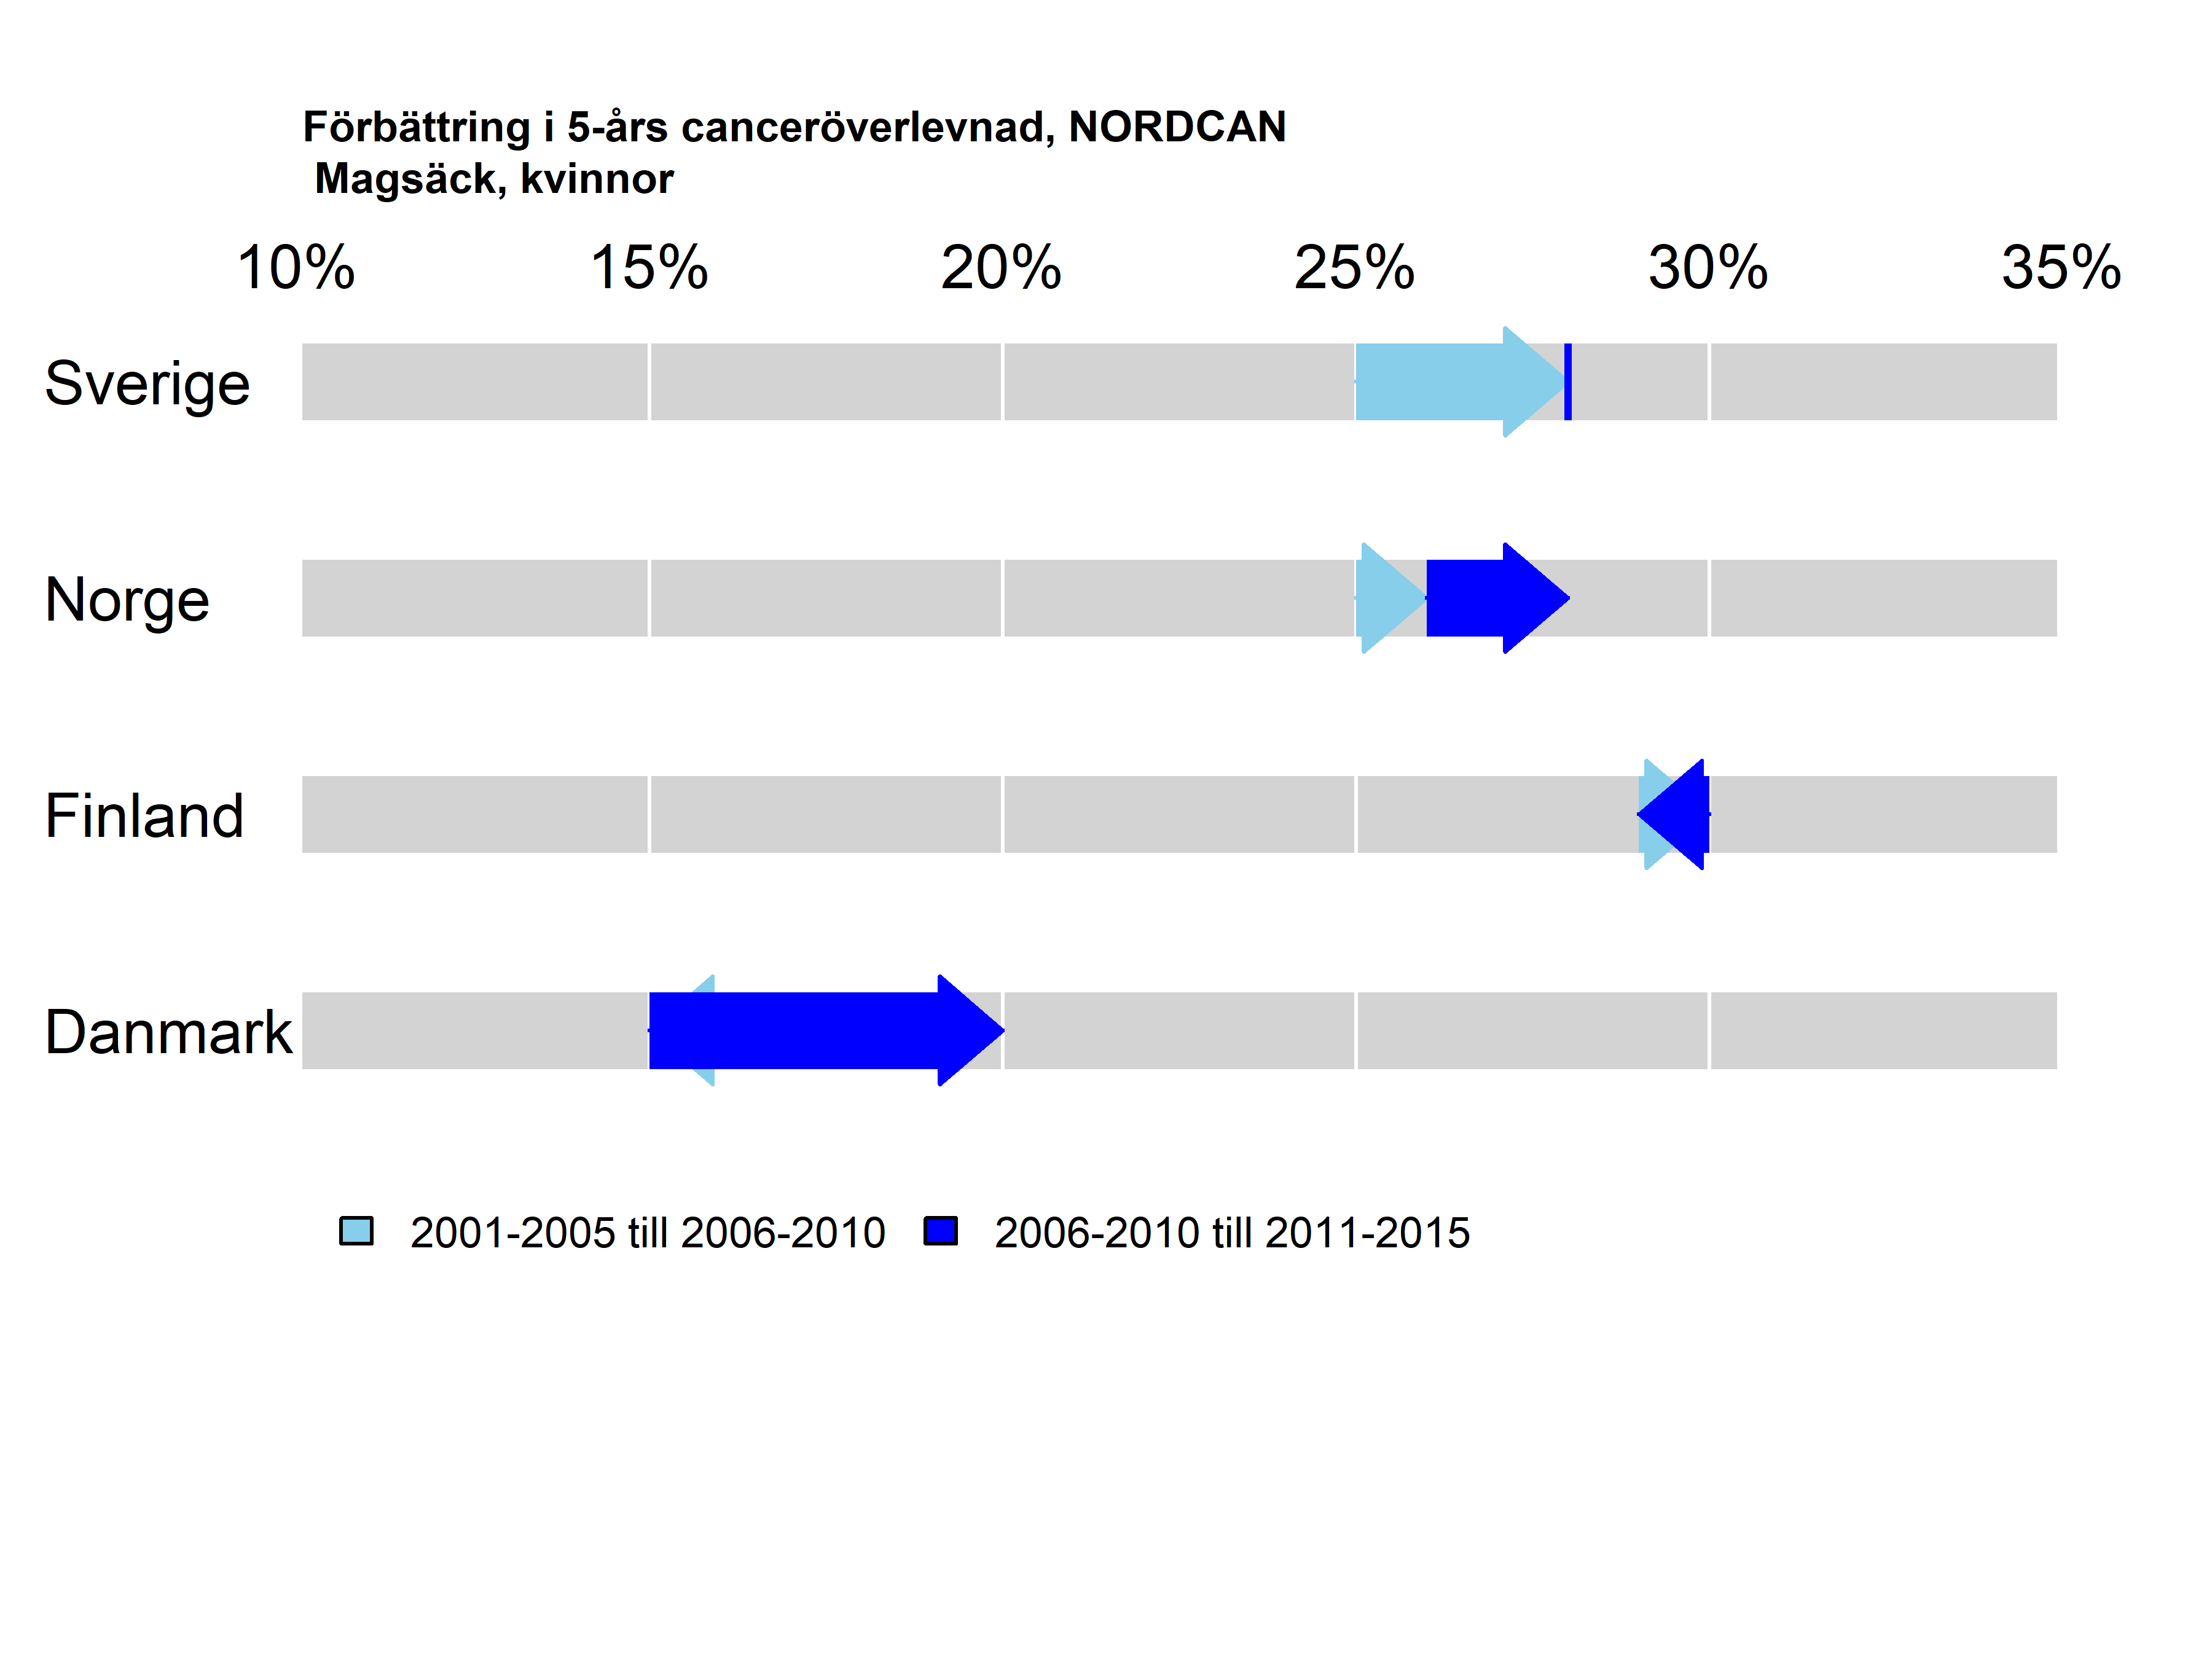 Förbättring i 5-års canceröverlevnad, NORDCAN
Magsäck, kvinnor
10% 15% 20% 25% 30% 35%
Sverige
Norge
Finland
Danmark
2001-2005 till 2006-2010 2006-2010 till 2011-2015